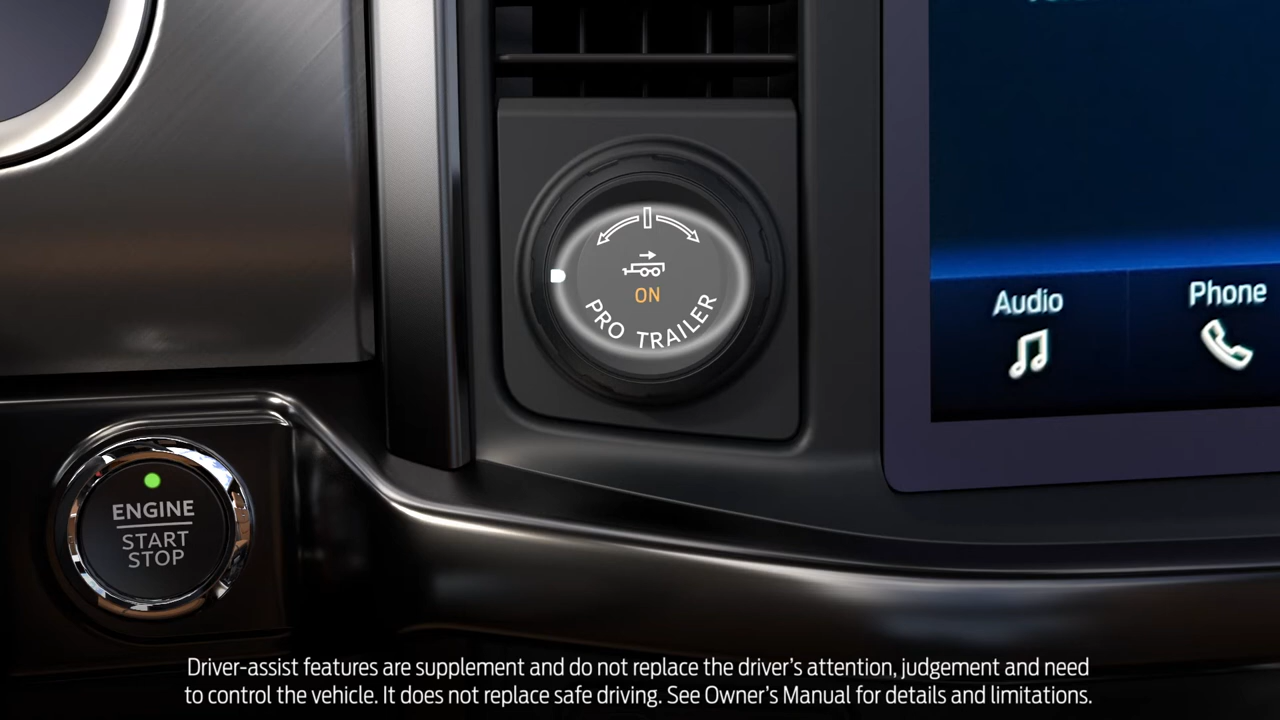 ON
PRO TRAILER
Audio
Phone
ENGINE
START
STOP
Driver-assist features are supplement and do not replace the driver's attention, judgement and need
to control the vehicle. It does not replace safe driving. See Owner's Manual for details and limitations.